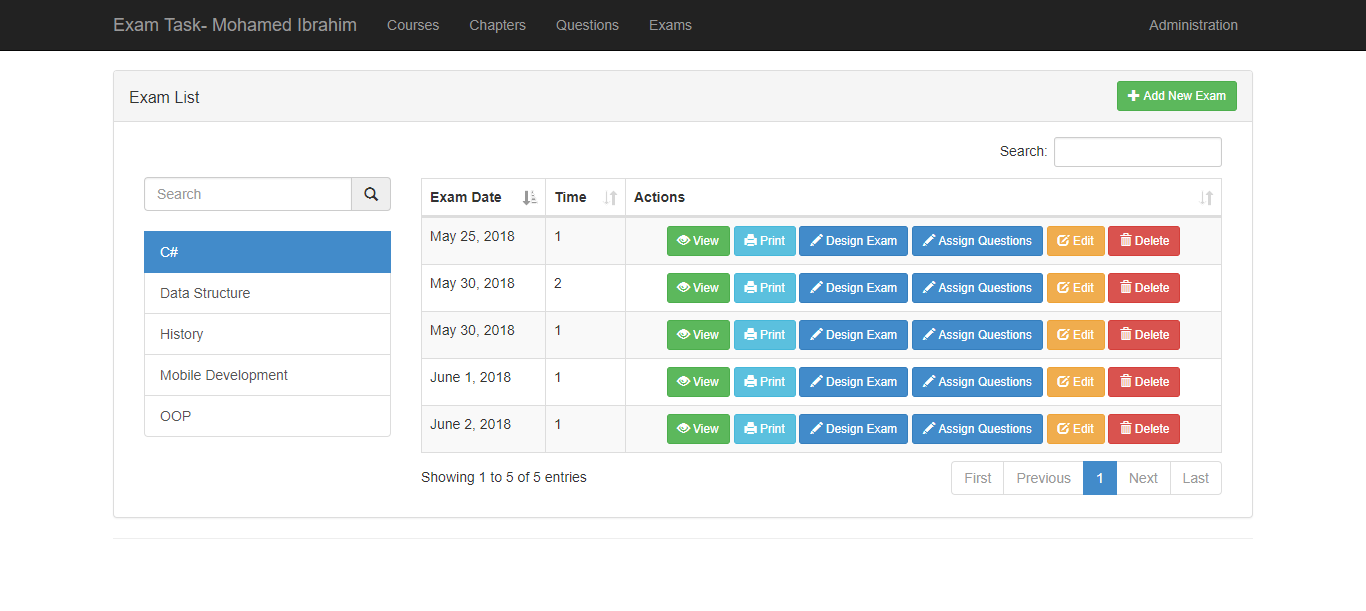 Exam Task- Mohamed Ibrahim Courses Chapters Questions Exams Administration
Exam List Add New Exam
Search:
Search
C#
Data Structure
History
Mobile Development
OOP
Exam Date Time Actions
May 25, 2018 1 View Print Design Exam Assign Questions Edit Delete
May 30, 2018 2 View Print Design Exam Assign Questions Edit Delete
May 30, 2018 1 View Print Design Exam Assign Questions Edit Delete
June 1, 2018 1 View Print Design Exam Assign Questions Edit Delete
June 2, 2018 1 View Print Design Exam Assign Questions Edit Delete
Showing 1 to 5 of 5 entries First Previous 1 Next Last